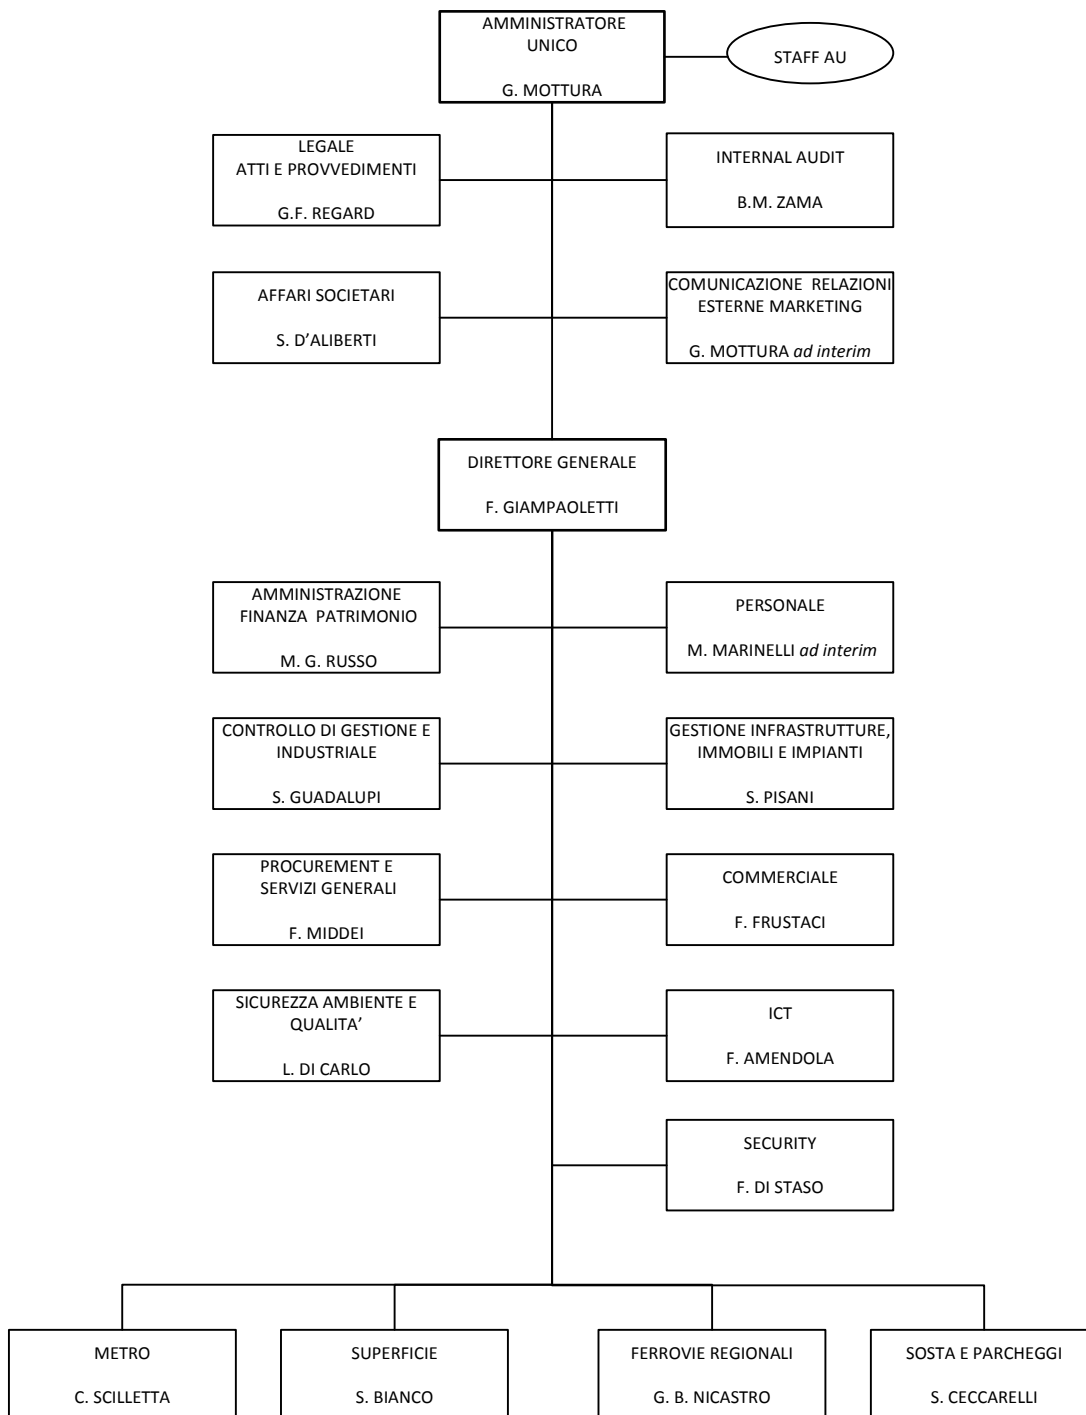 AMMINISTRATORE
UNICO
G. MOTTURA
STAFF AU
LEGALE
ATTI E PROVVEDIMENTI
G.F. REGARD
INTERNAL AUDIT
B.M. ZAMA
AFFARI SOCIETARI
S. D’ALIBERTI
COMUNICAZIONE RELAZIONI
ESTERNE MARKETING
G. MOTTURA ad interim
DIRETTORE GENERALE
F. GIAMPAOLETTI
AMMINISTRAZIONE
FINANZA PATRIMONIO
M. G. RUSSO
PERSONALE
M. MARINELLI ad interim
CONTROLLO DI GESTIONE E
INDUSTRIALE
S. GUADALUPI
GESTIONE INFRASTRUTTURE,
IMMOBILI E IMPIANTI
S. PISANI
PROCUREMENT E
SERVIZI GENERALI
F. MIDDEI
COMMERCIALE
F. FRUSTACI
SICUREZZA AMBIENTE E
QUALITA’
L. DI CARLO
ICT
F. AMENDOLA
SECURITY
F. DI STASO
METRO
C. SCILLETTA
SUPERFICIE
S. BIANCO
FERROVIE REGIONALI
G. B. NICASTRO
SOSTA E PARCHEGGI
S. CECCARELLI